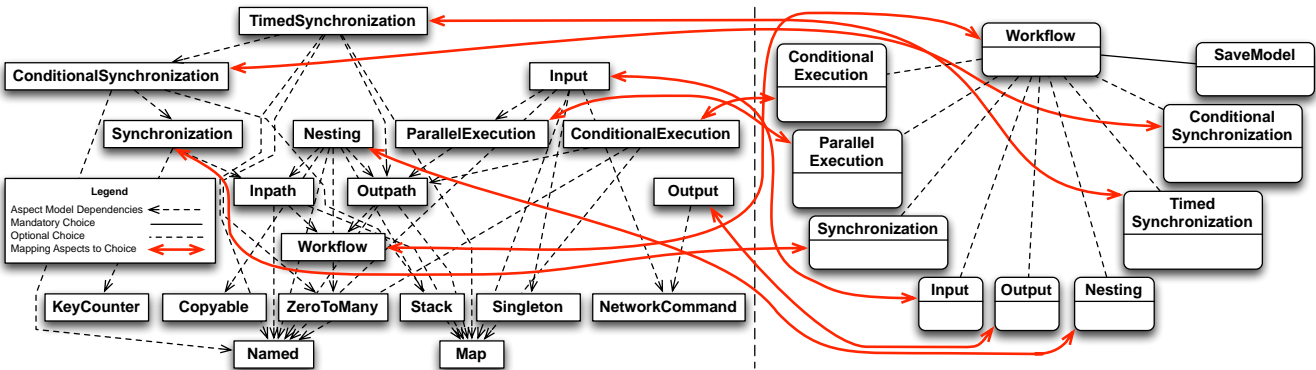 TimedSynchronization
ConditionalSynchronization
Input
Synchronization
Nesting
ParallelExecution
ConditionalExecution
Legend
Aspect Model Dependencies
Mandatory Choice
Optional Choice
Mapping Aspects to Choice
Inpath
Outpath
Output
Workflow
KeyCounter
Copyable
ZeroToMany
Stack
Singleton
NetworkCommand
Named
Map
Workflow
SaveModel
Conditional
Execution
Conditional
Synchronization
Parallel
Execution
Timed
Synchronization
Synchronization
Input
Output
Nesting